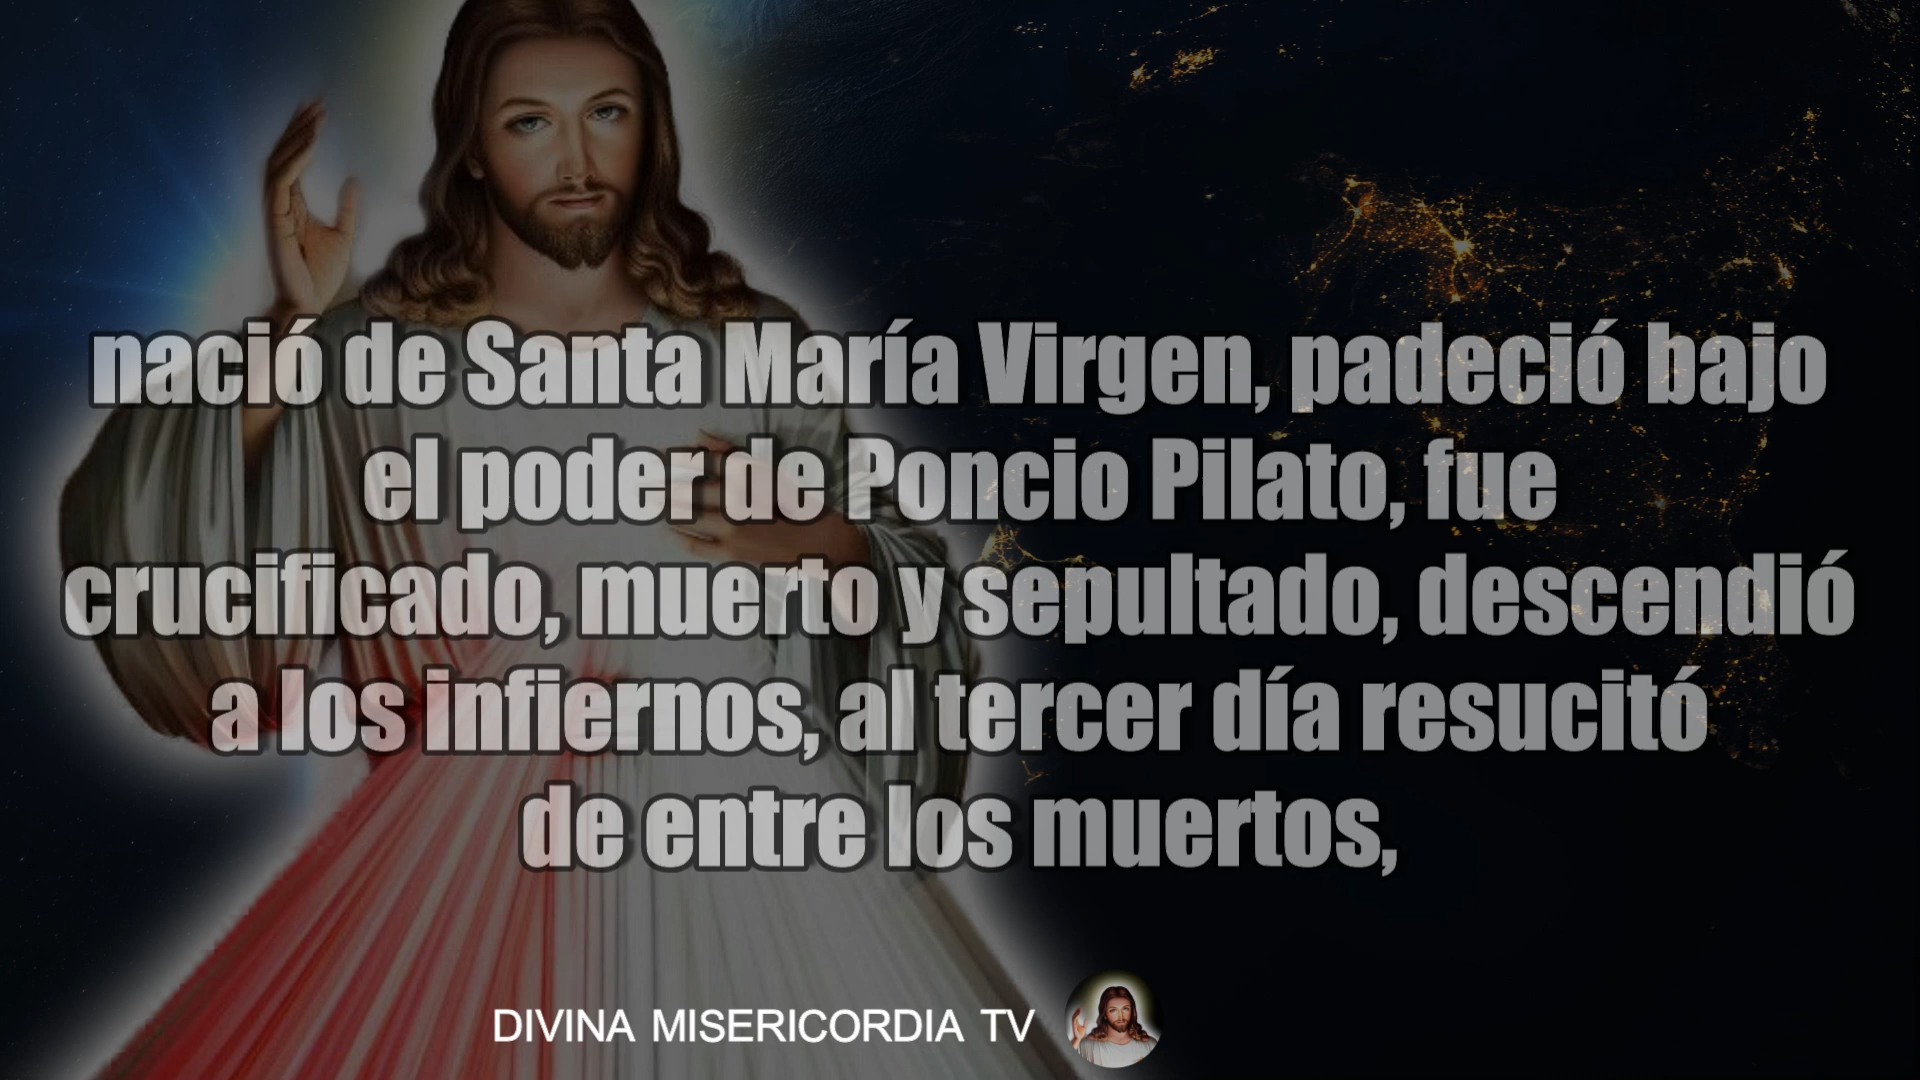 nació de Santa María Virgen, padeció bajo
el poder de Poncio Pilato, fue
crucificado, muerto y sepultado, descendió
a los infiernos, al tercer día resucitó
de entre los muertos,
DIVINA MISERICORDIA TV